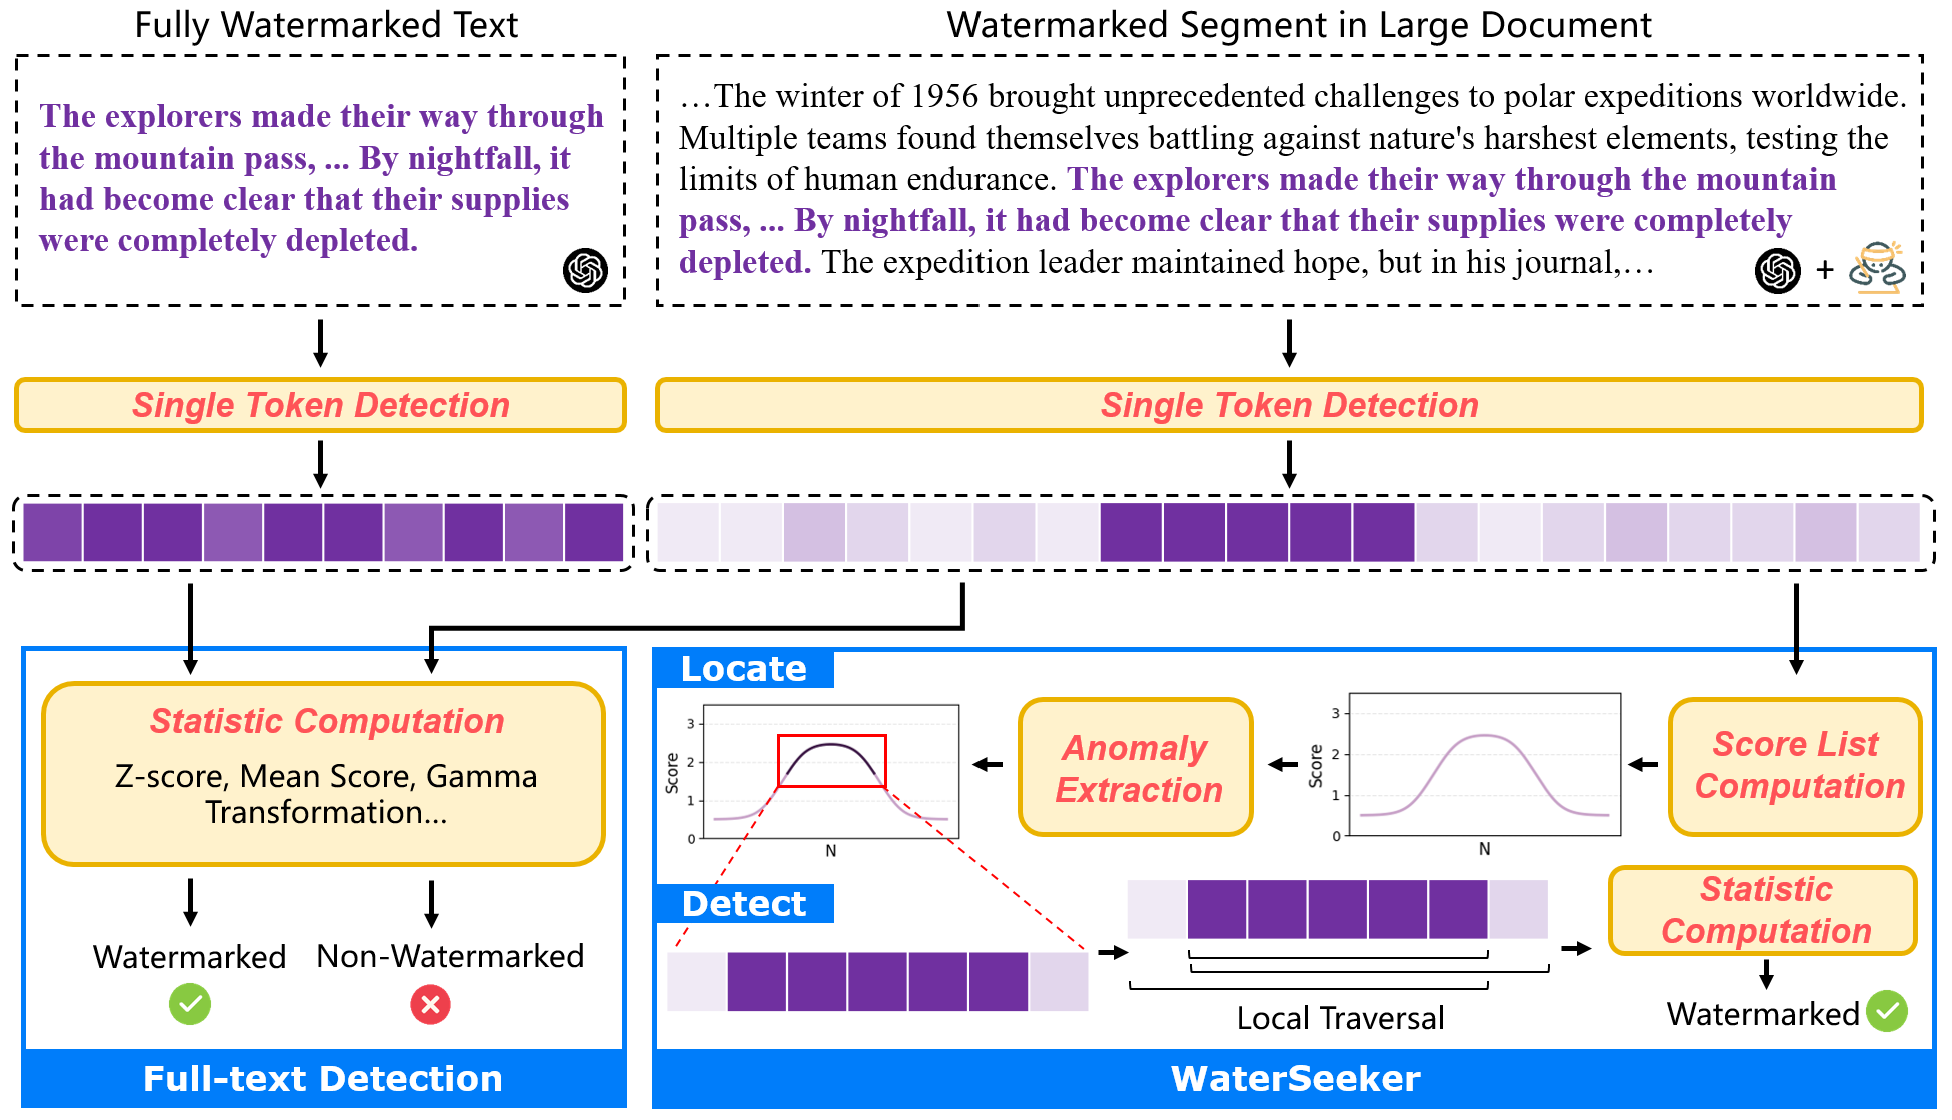 Fully Watermarked Text
The explorers made their way through
the mountain pass, ... By nightfall, it
had become clear that their supplies
were completely depleted.
Watermarked Segment in Large Document
…The winter of 1956 brought unprecedented challenges to polar expeditions worldwide.
Multiple teams found themselves battling against nature's harshest elements, testing the
limits of human endurance. The explorers made their way through the mountain
pass, ... By nightfall, it had become clear that their supplies were completely
depleted. The expedition leader maintained hope, but in his journal,…
+
Single Token Detection
Single Token Detection
Statistic Computation
Z-score, Mean Score, Gamma
Transformation...
Watermarked
Non-Watermarked
Full-text Detection
Locate
Score List
Computation
Score
3
2
1
0
N
Anomaly
Extraction
Score
3
2
1
0
N
Detect
Local Traversal
Statistic
Computation
Watermarked
WaterSeeker